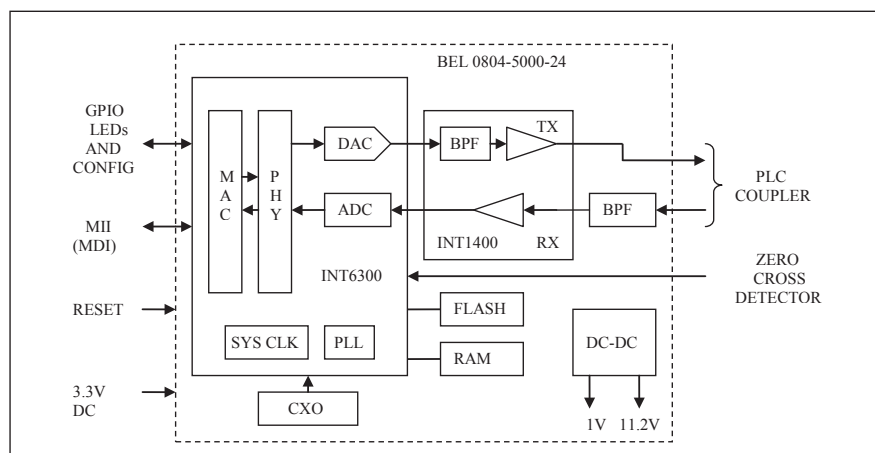 BEL 0804-5000-24
GPIO
LEDs
AND
CONFIG
MAC
PHY
DAC
BPF
TX
PLC
COUPLER
MII
(MDI)
ADC
INT1400
RX
BPF
INT6300
ZERO
CROSS
DETECTOR
RESET
FLASH
SYS CLK
PLL
RAM
DC-DC
3.3V
DC
CXO
1V
11.2V